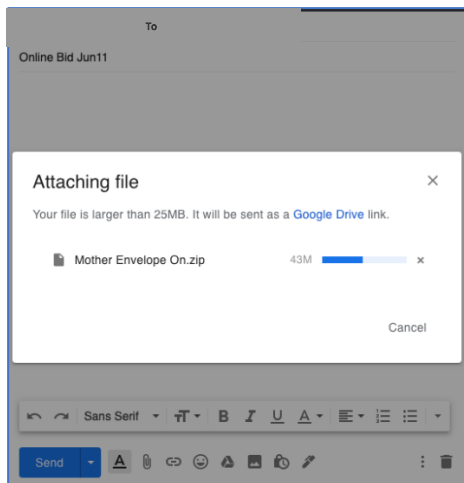 To
Online Bid Jun11
Attaching file
Your file is larger than 25MB. It will be sent as a Google Drive link.
Mother Envelope On.zip 43M
Cancel
Sans Serif
Send